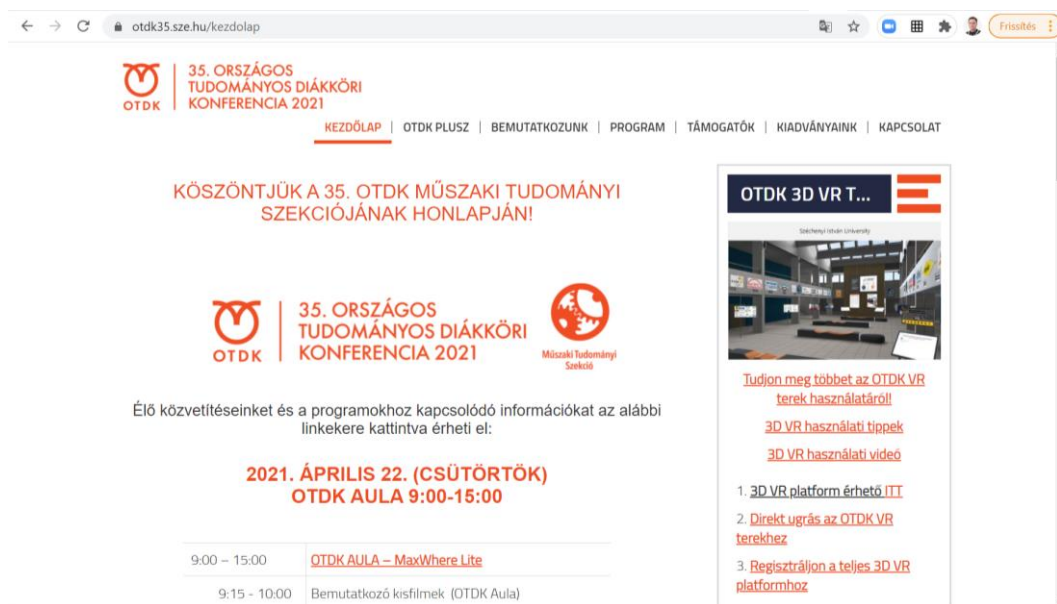 otdk35.sze.hu/kezdolap
Frissítés
OTDK
35. ORSZÁGOS
TUDOMÁNYOS DIÁKKÖRI
KONFERENCIA 2021
KEZDŐLAP | OTDK PLUSZ | BEMUTATKOZUNK | PROGRAM | TÁMOGATÓK | KIADVÁNYAINK | KAPCSOLAT
KÖSZÖNTJÜK A 35. OTDK MŰSZAKI TUDOMÁNYI
SZEKCIÓJÁNAK HONLAPJÁN!
OTDK
35. ORSZÁGOS
TUDOMÁNYOS DIÁKKÖRI
KONFERENCIA 2021
Műszaki Tudományi
Szekció
Élő közvetítéseinket és a programokhoz kapcsolódó információkat az alábbi
linkekere kattintva érheti el:
2021. ÁPRILIS 22. (CSÜTÖRTÖK)
OTDK AULA 9:00-15:00
9:00 – 15:00 OTDK AULA – MaxWhere Lite
9:15 - 10:00 Bemutatkozó kisfilmek (OTDK Aula)
OTDK 3D VR T...
Széchenyi István University
Tudjon meg többet az OTDK VR
terek használatáról!
3D VR használati tippek
3D VR használati videó
1. 3D VR platform érhető ITT
2. Direkt ugrás az OTDK VR
terekhez
3. Regisztráljon a teljes 3D VR
platformhoz